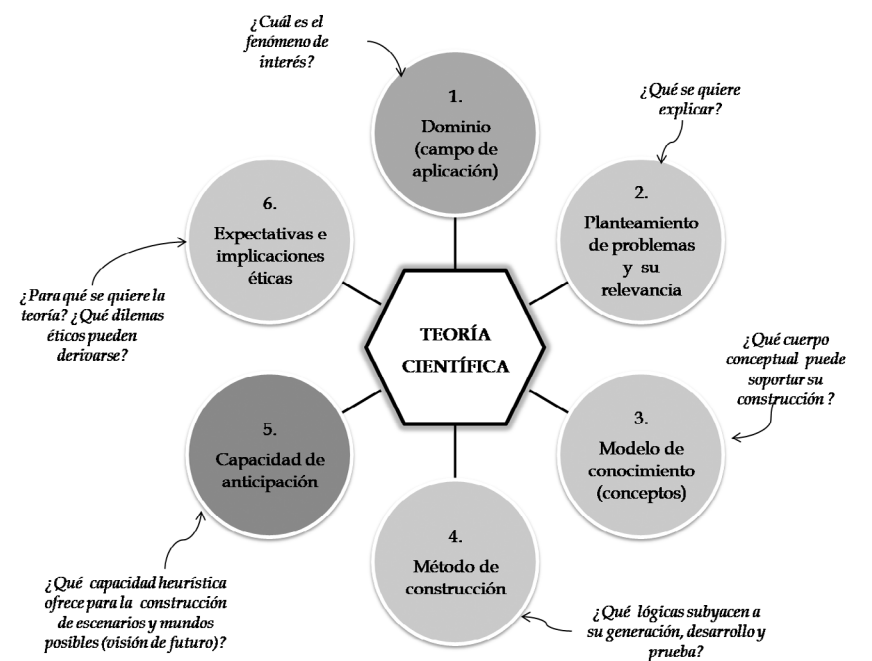 ¿Cuál es el
fenómeno de
interés?
1.
Dominio
(campo de
aplicación)
¿Qué se quiere
explicar?
2.
Planteamiento
de problemas
y su
relevancia
6.
Expectativas e
implicaciones
éticas
¿Para qué se quiere la
teoría? ¿Qué dilemas
éticos pueden
derivarse?
TEORÍA
CIENTÍFICA
¿Qué cuerpo
conceptual puede
soportar su
construcción ?
3.
Modelo de
conocimiento
(conceptos)
5.
Capacidad de
anticipación
4.
Método de
construcción
¿Qué capacidad heurística
ofrece para la construcción
de escenarios y mundos
posibles (visión de futuro)?
¿Qué lógicas subyacen a
su generación, desarrollo y
prueba?